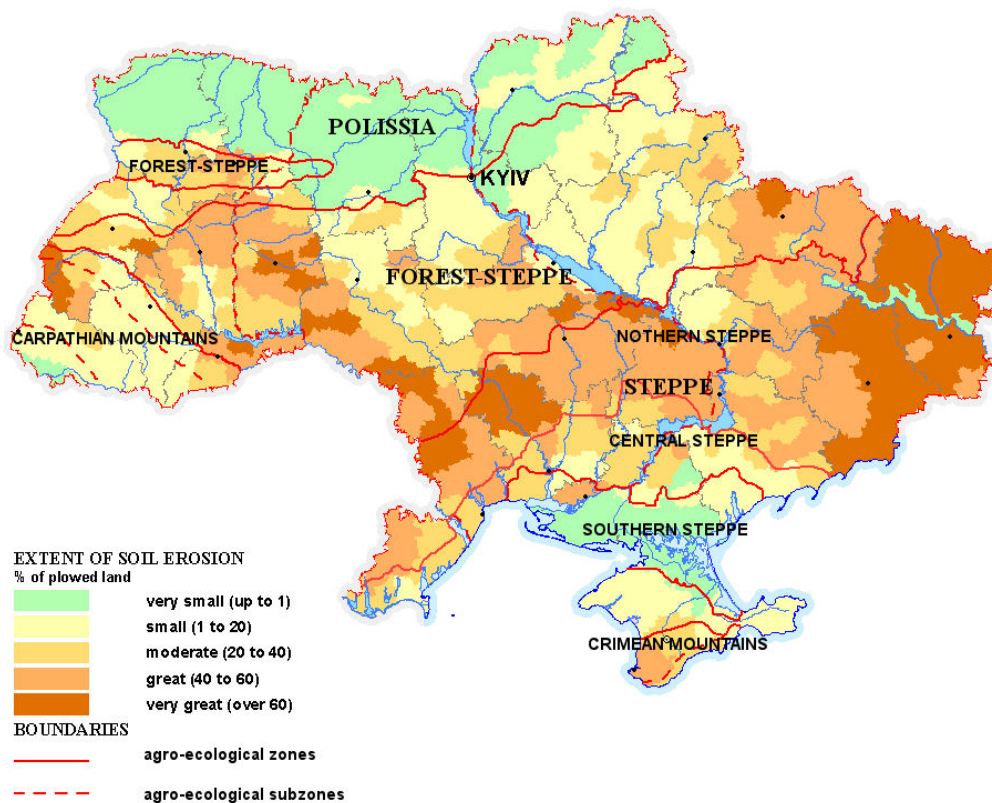 POLISSIA
FOREST-STEPPE
KYIV
FOREST-STEPPE
CARPATHIAN MOUNTAINS
NOTHERN STEPPE
STEPPE
CENTRAL STEPPE
SOUTHERN STEPPE
CRIMEAN MOUNTAINS
EXTENT OF SOIL EROSION
% of plowed land
very small (up to 1)
small (1 to 20)
moderate (20 to 40)
great (40 to 60)
very great (over 60)
BOUNDARIES
agro-ecological zones
agro-ecological subzones